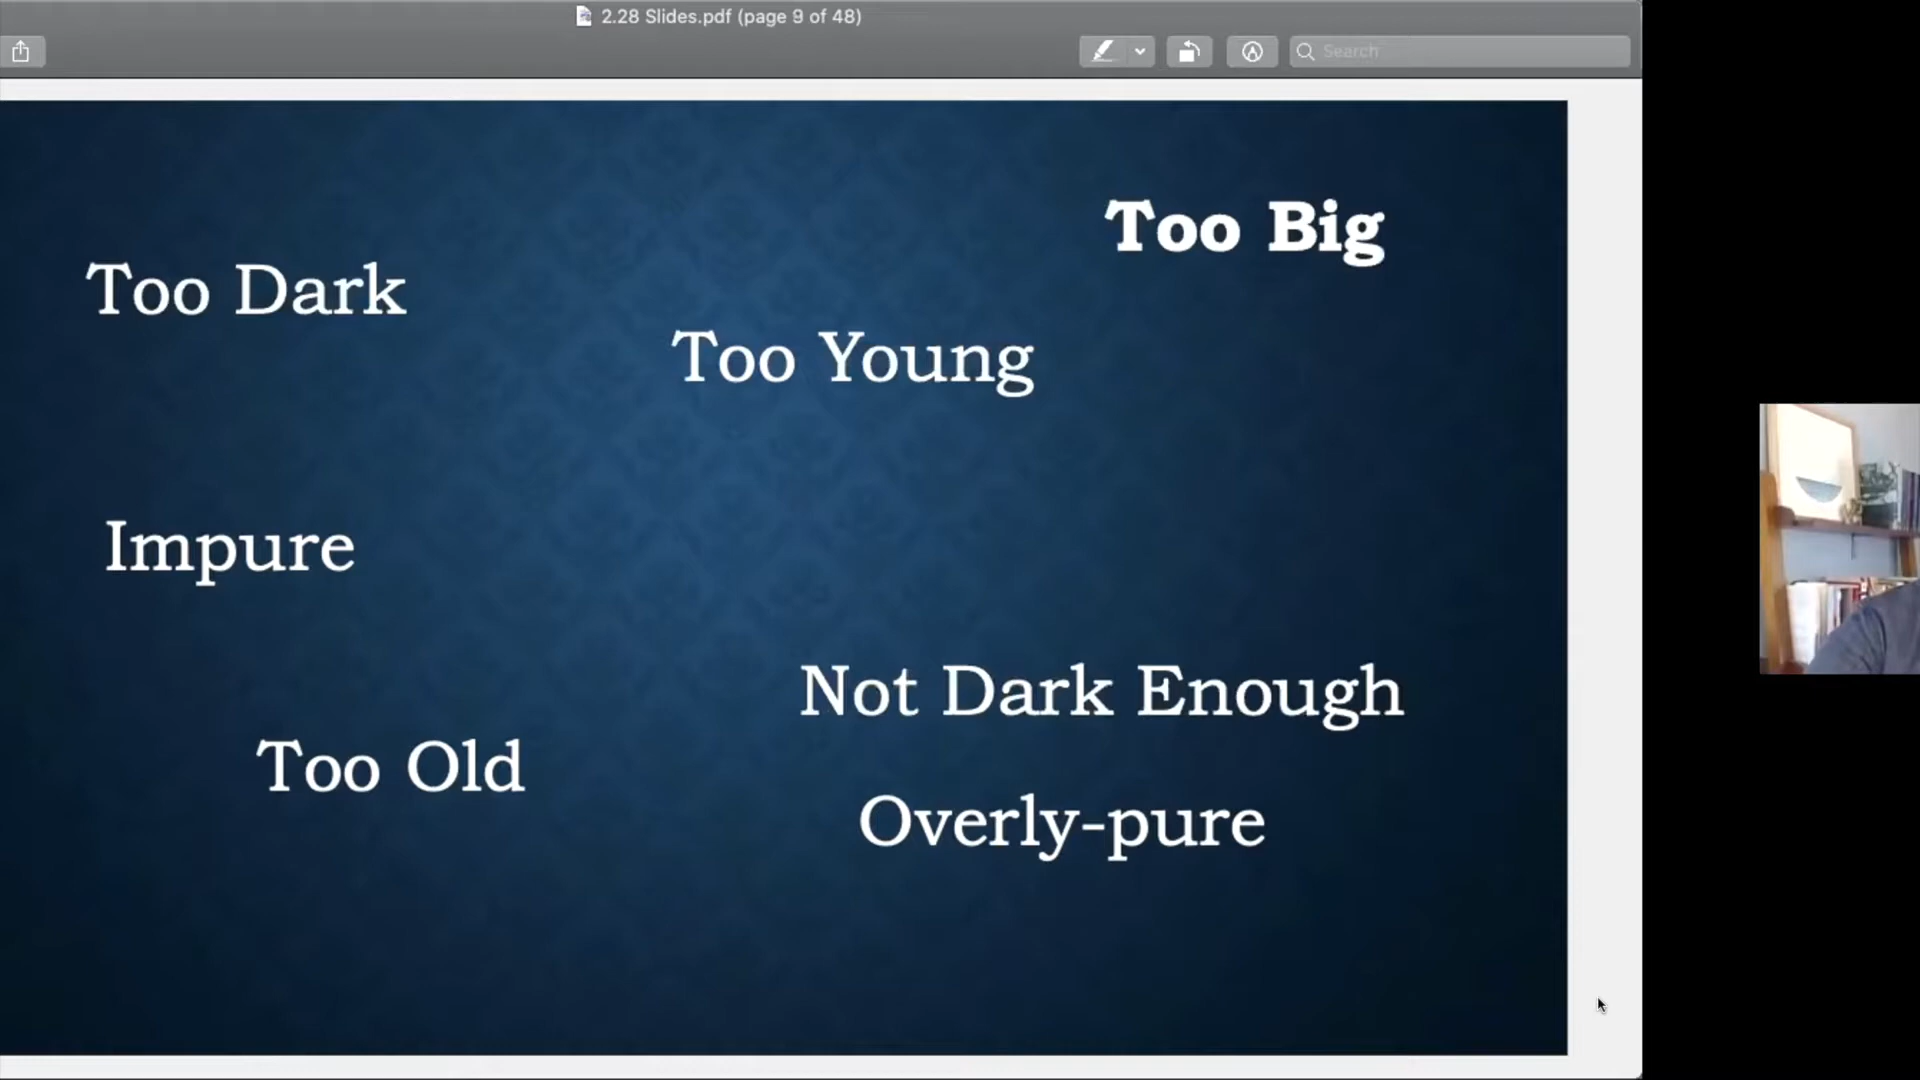 2.28 Slides.pdf (page 9 of 48)
Search
Too Big
Too Dark
Too Young
Impure
Not Dark Enough
Too Old
Overly-pure